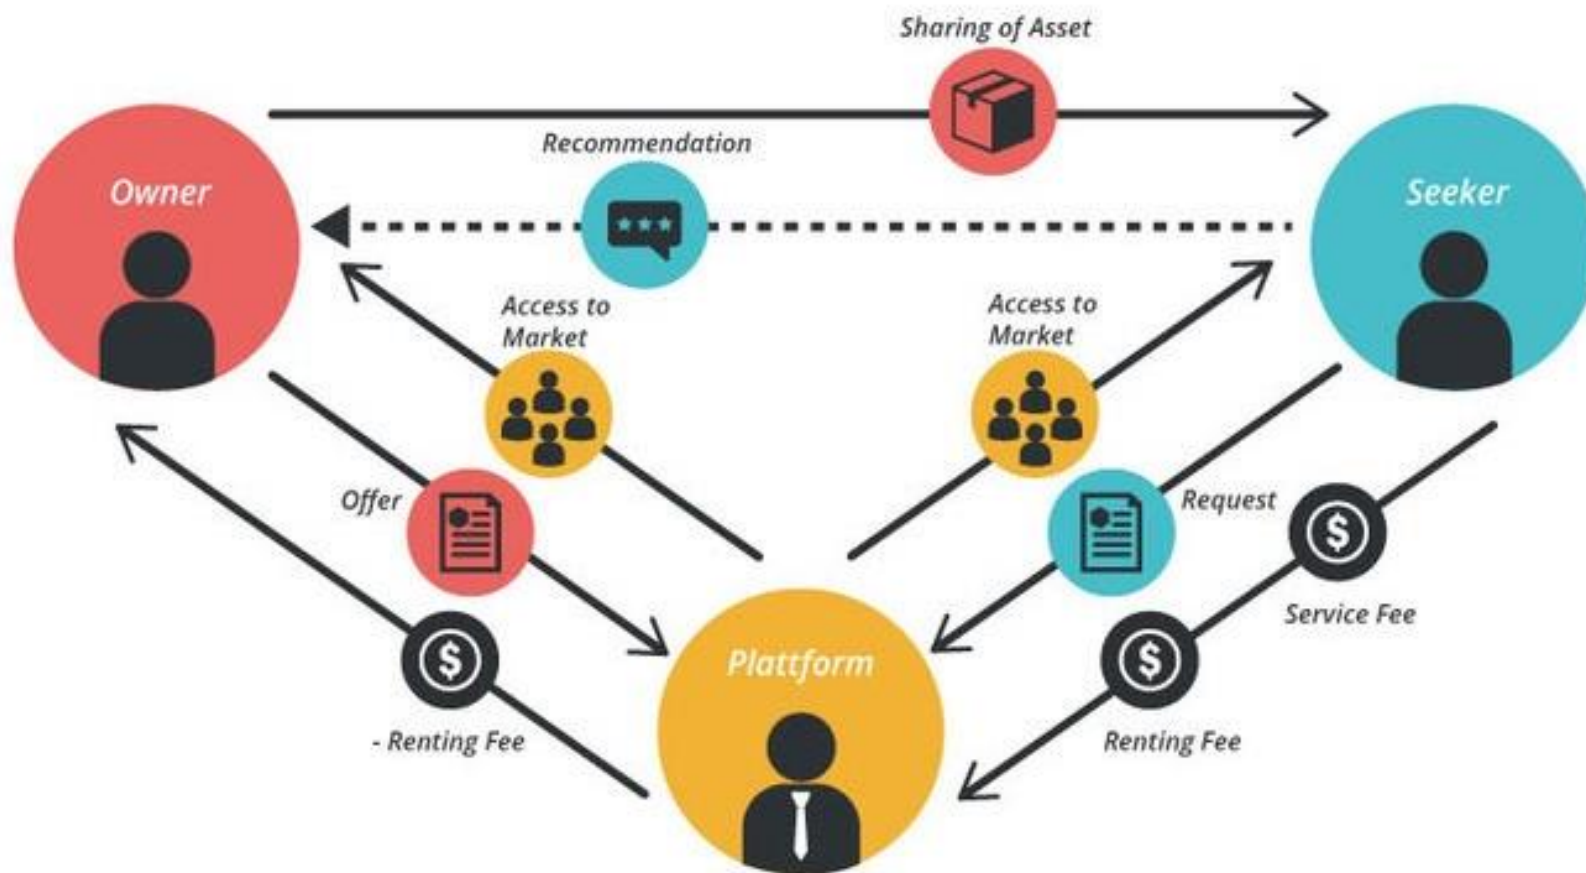 Sharing of Asset
Recommendation
Owner
Seeker
Access to
Market
Access to
Market
Offer
Request
Service Fee
Plattform
- Renting Fee
Renting Fee